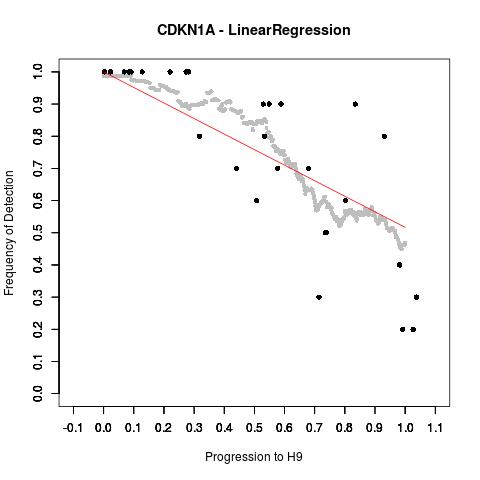 CDKN1A - LinearRegression
Frequency of Detection
1.0
0.9
0.8
0.7
0.6
0.5
0.4
0.3
0.2
0.1
0.0
-0.1 0.0 0.1 0.2 0.3 0.4 0.5 0.6 0.7 0.8 0.9 1.0 1.1
Progression to H9